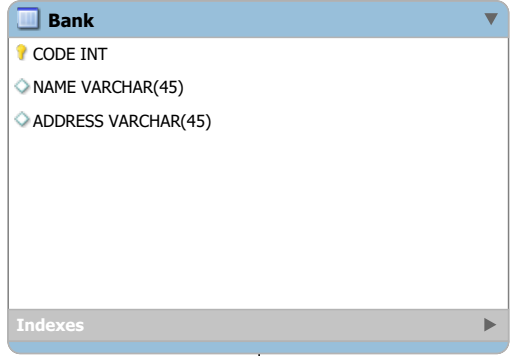 Bank
CODE INT
NAME VARCHAR(45)
ADDRESS VARCHAR(45)
Indexes